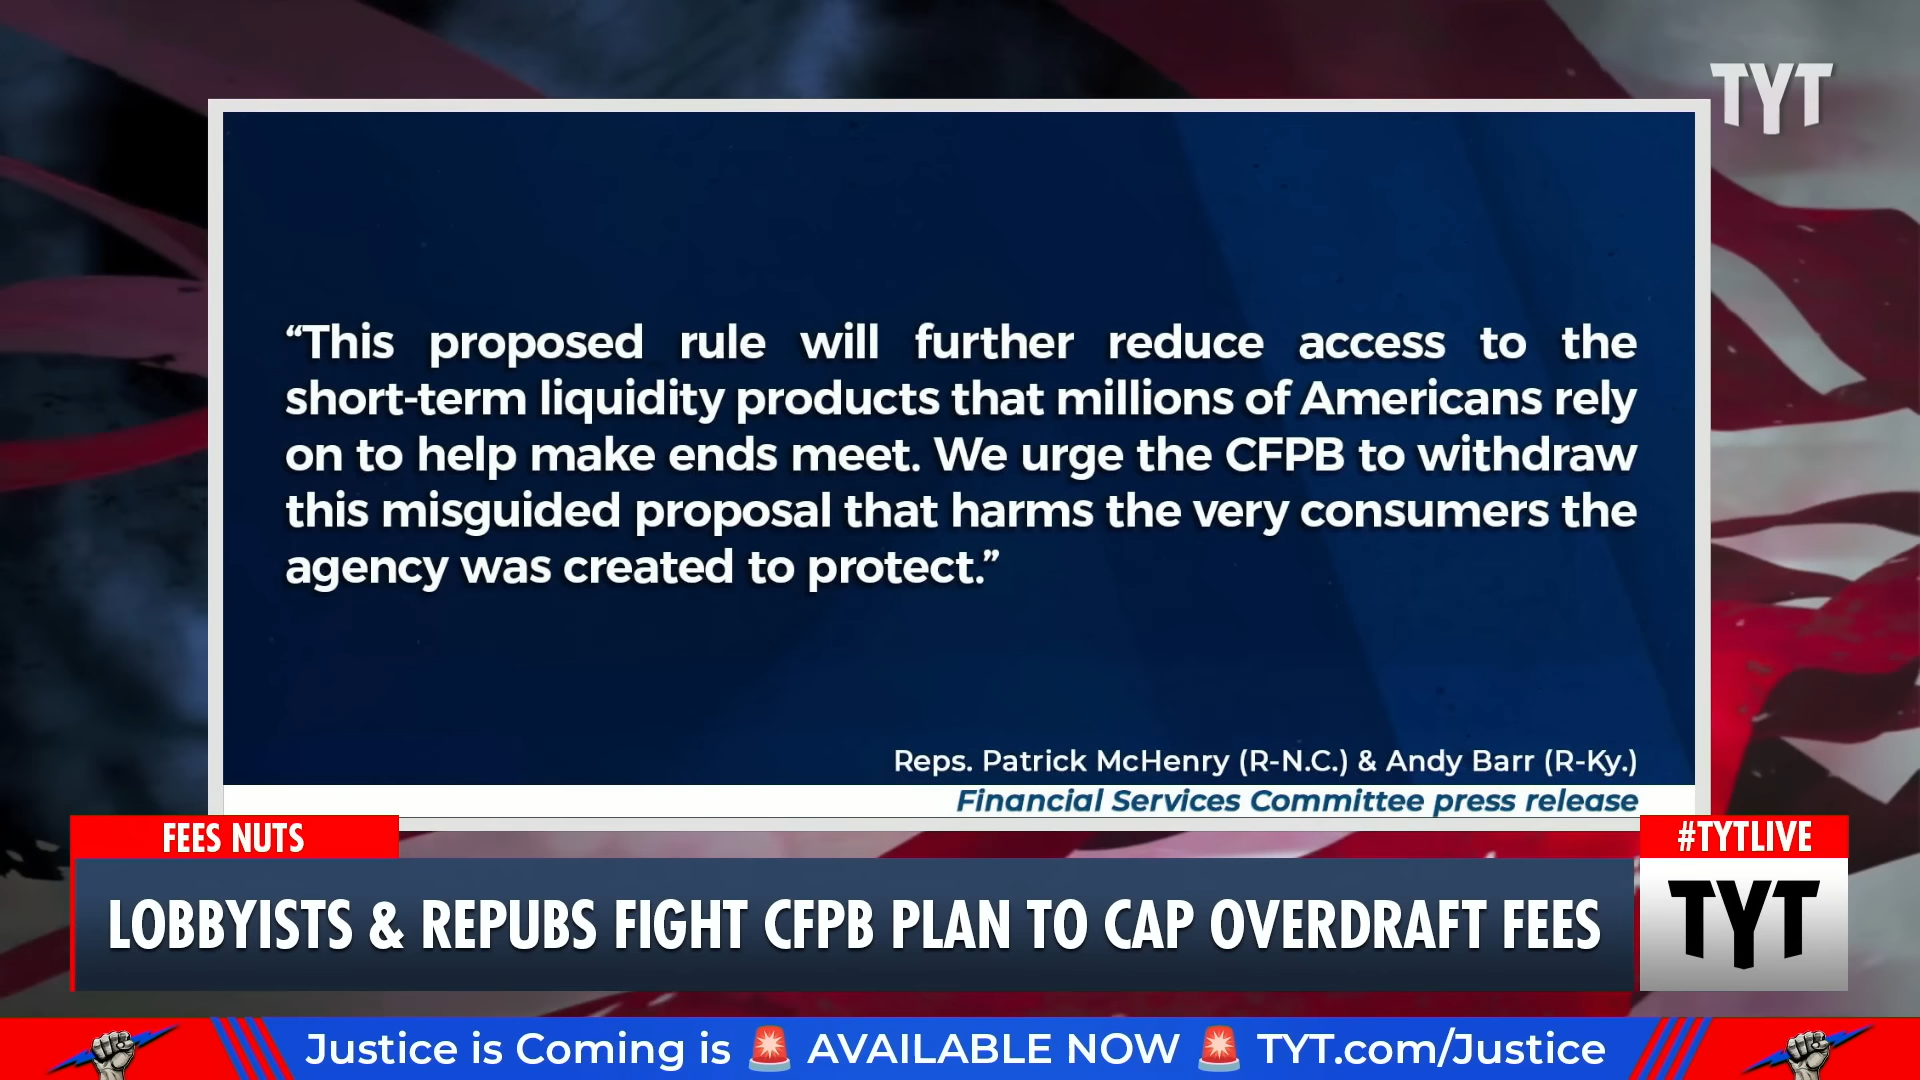 TYT
“This proposed rule will further reduce access to the
short-term liquidity products that millions of Americans rely
on to help make ends meet. We urge the CFPB to withdraw
this misguided proposal that harms the very consumers the
agency was created to protect.”
Reps. Patrick McHenry (R-N.C.) & Andy Barr (R-Ky.)
Financial Services Committee press release
FEES NUTS
#TYTLIVE
LOBBYISTS & REPUBS FIGHT CFPB PLAN TO CAP OVERDRAFT FEES
TYT
Justice is Coming is 🚨 AVAILABLE NOW 🚨 TYT.com/Justice